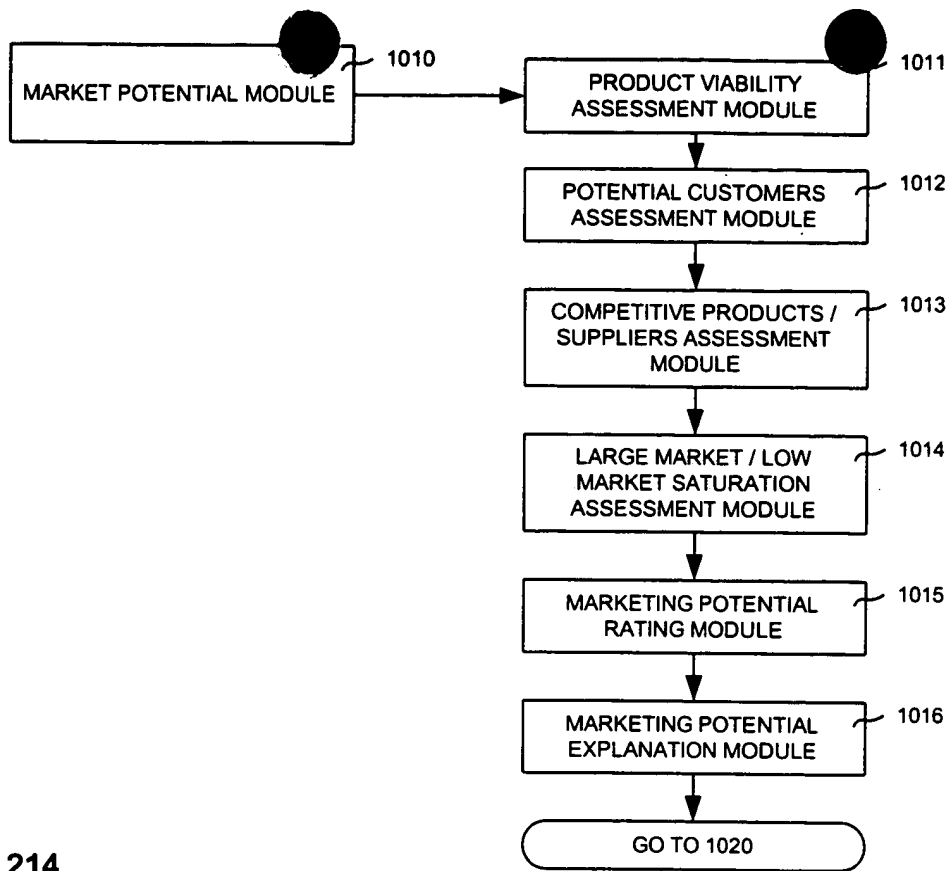 1010
MARKET POTENTIAL MODULE
1011
PRODUCT VIABILITY
ASSESSMENT MODULE
1012
POTENTIAL CUSTOMERS
ASSESSMENT MODULE
1013
COMPETITIVE PRODUCTS /
SUPPLIERS ASSESSMENT
MODULE
1014
LARGE MARKET / LOW
MARKET SATURATION
ASSESSMENT MODULE
1015
MARKETING POTENTIAL
RATING MODULE
1016
MARKETING POTENTIAL
EXPLANATION MODULE
GO TO 1020
214